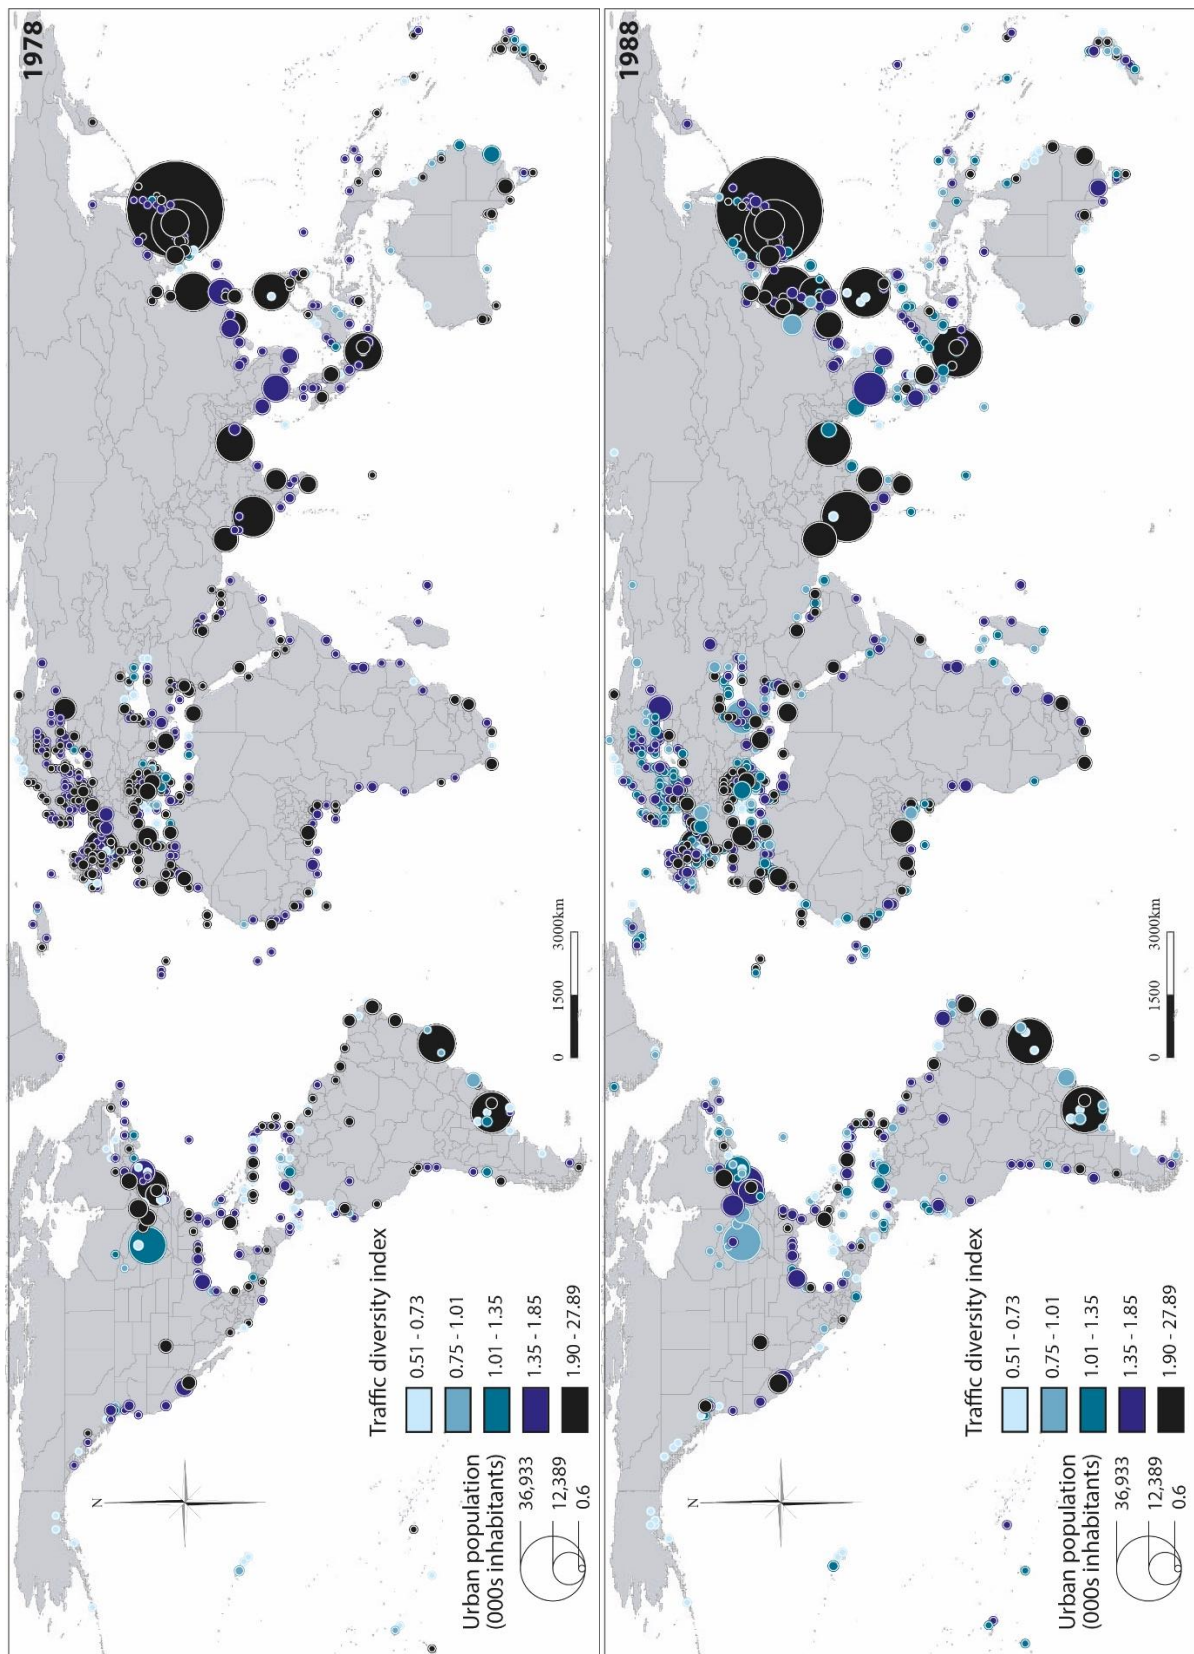 1978
N
Urban population
(000s inhabitants)
36,933
12,389
0.6
Traffic diversity index
0.51 - 0.73
0.75 - 1.01
1.01 - 1.35
1.35 - 1.85
1.90 - 27.89
0 1500 3000km
1988
N
Urban population
(000s inhabitants)
36,933
12,389
0.6
Traffic diversity index
0.51 - 0.73
0.75 - 1.01
1.01 - 1.35
1.35 - 1.85
1.90 - 27.89
0 1500 3000km